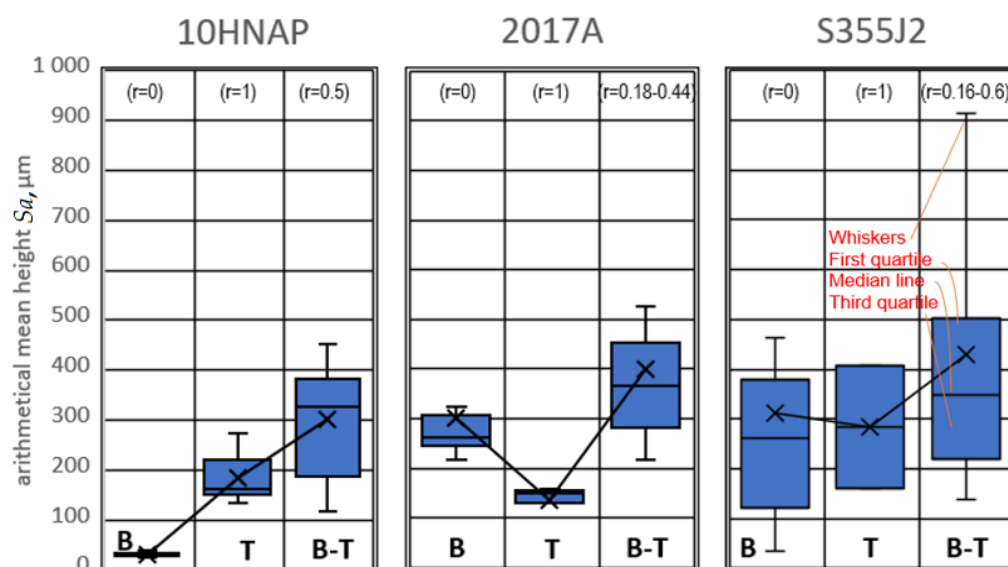 10HNAP 2017A S355J2
1 000
900
800
700
600
500
400
300
200
100
0
arithmetical mean height Sa, µm
(r=0) (r=1) (r=0.5)
(r=0) (r=1) (r=0.18-0.44)
(r=0) (r=1) (r=0.16-0.6)
Whiskers
First quartile
Median line
Third quartile
B T B-T
B T B-T
B T B-T